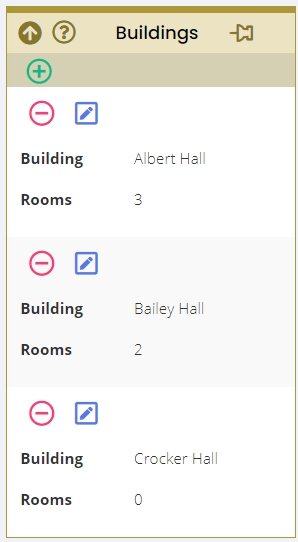 Buildings
Building Albert Hall
Rooms 3
Building Bailey Hall
Rooms 2
Building Crocker Hall
Rooms 0